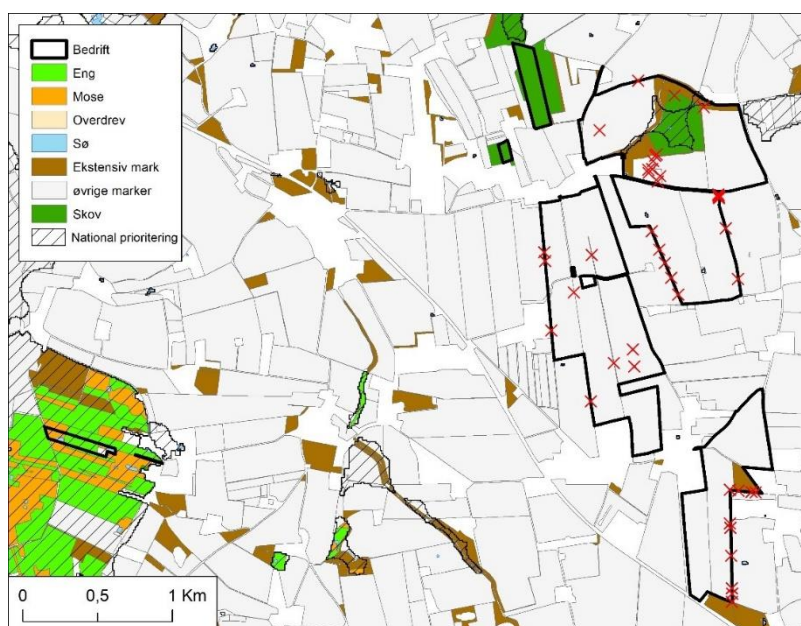 Bedrift
Eng
Mose
Overdrev
Sø
Ekstensiv mark
øvrige marker
Skov
National prioritering
0 0,5 1 Km